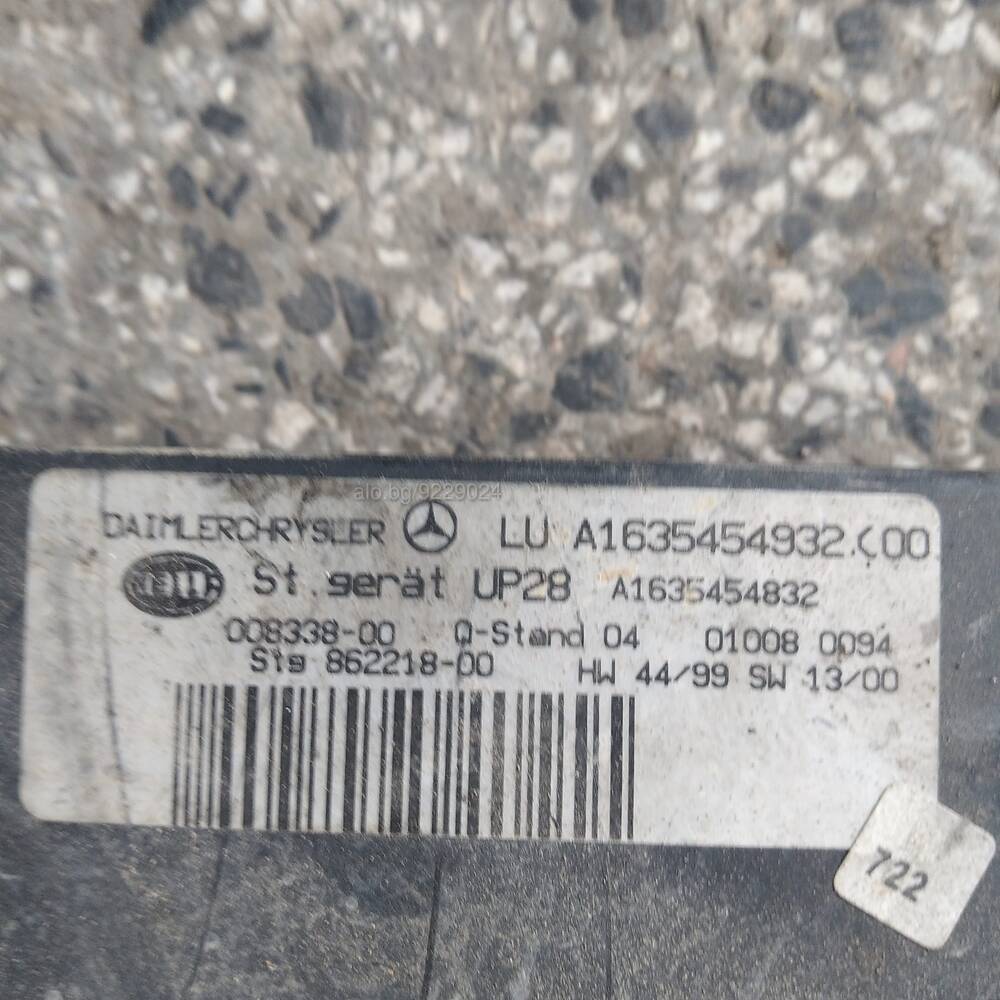 alo.bg/9229024
DAIMLERCHRYSLER LU A1635454932.(00
HELLA St.gerät UP28 A1635454832
008338-00 Q-Stand 04 01008 0094
Stg 862218-00 HW 44/99 SW 13/00
722